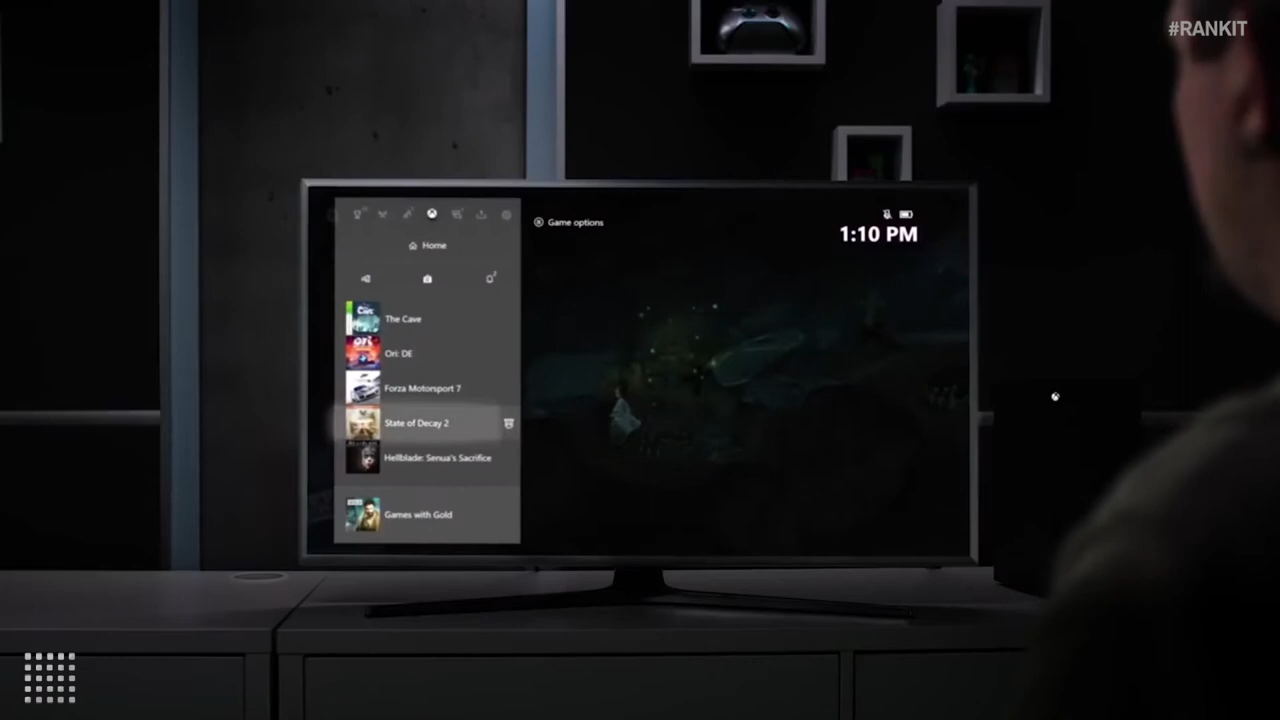 #RANKIT
Game options
1:10 PM
Home
2
The Cave
Ori: DE
Forza Motorsport 7
State of Decay 2
Hellblade: Senua's Sacrifice
Games with Gold